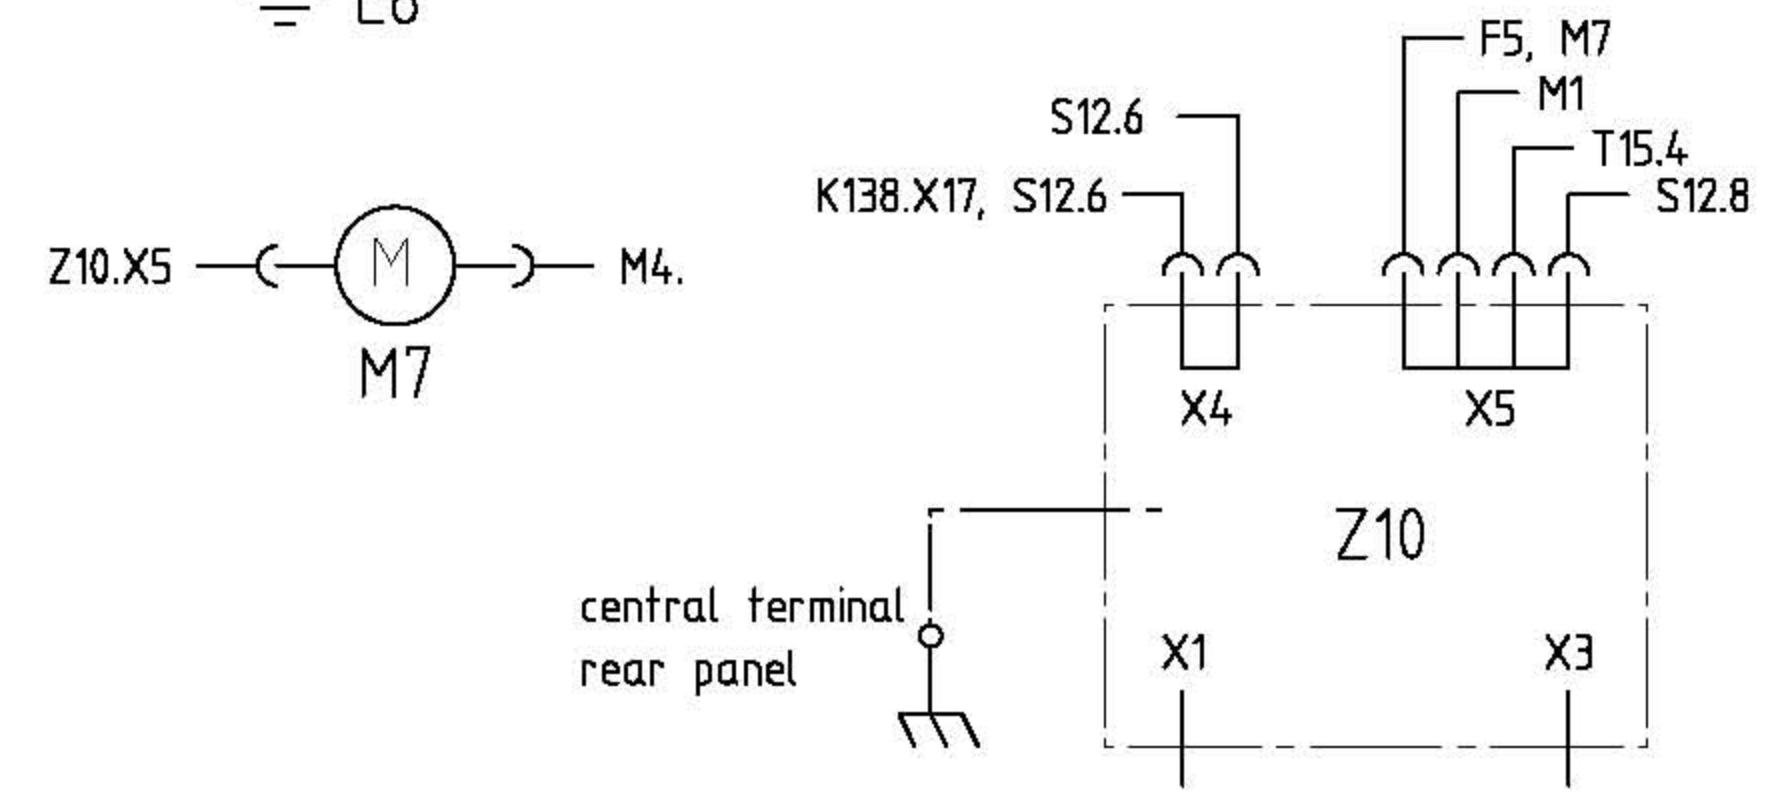 F5, M7
M1
S12.6
T15.4
K138.X17, S12.6
S12.8
Z10.X5
M
M4.
M7
X4
X5
Z10
central terminal
rear panel
X1
X3